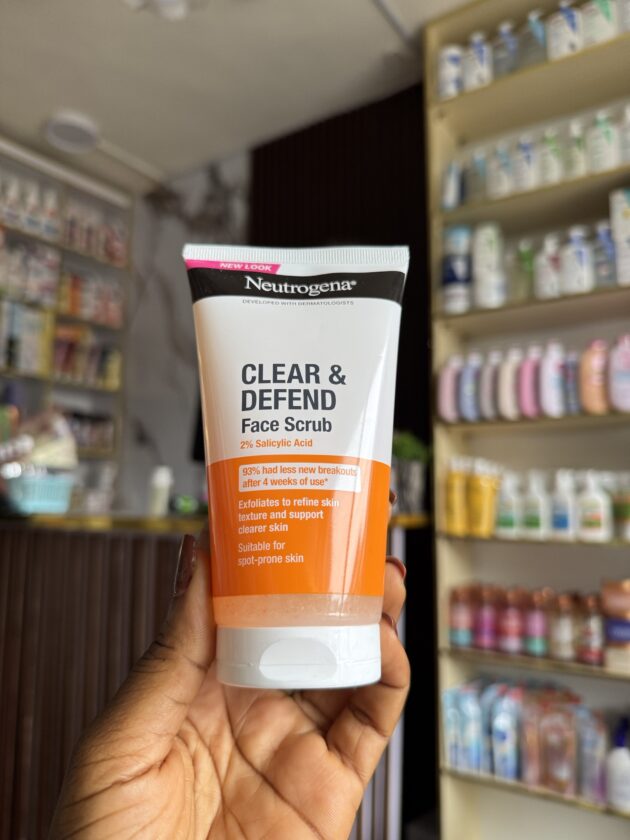 NEW LOOK
Neutrogena®
DEVELOPED WITH DERMATOLOGISTS
CLEAR &
DEFEND
Face Scrub
2% Salicylic Acid
93% had less new breakouts
after 4 weeks of use*
Exfoliates to refine skin
texture and support
clearer skin
Suitable for
spot-prone skin